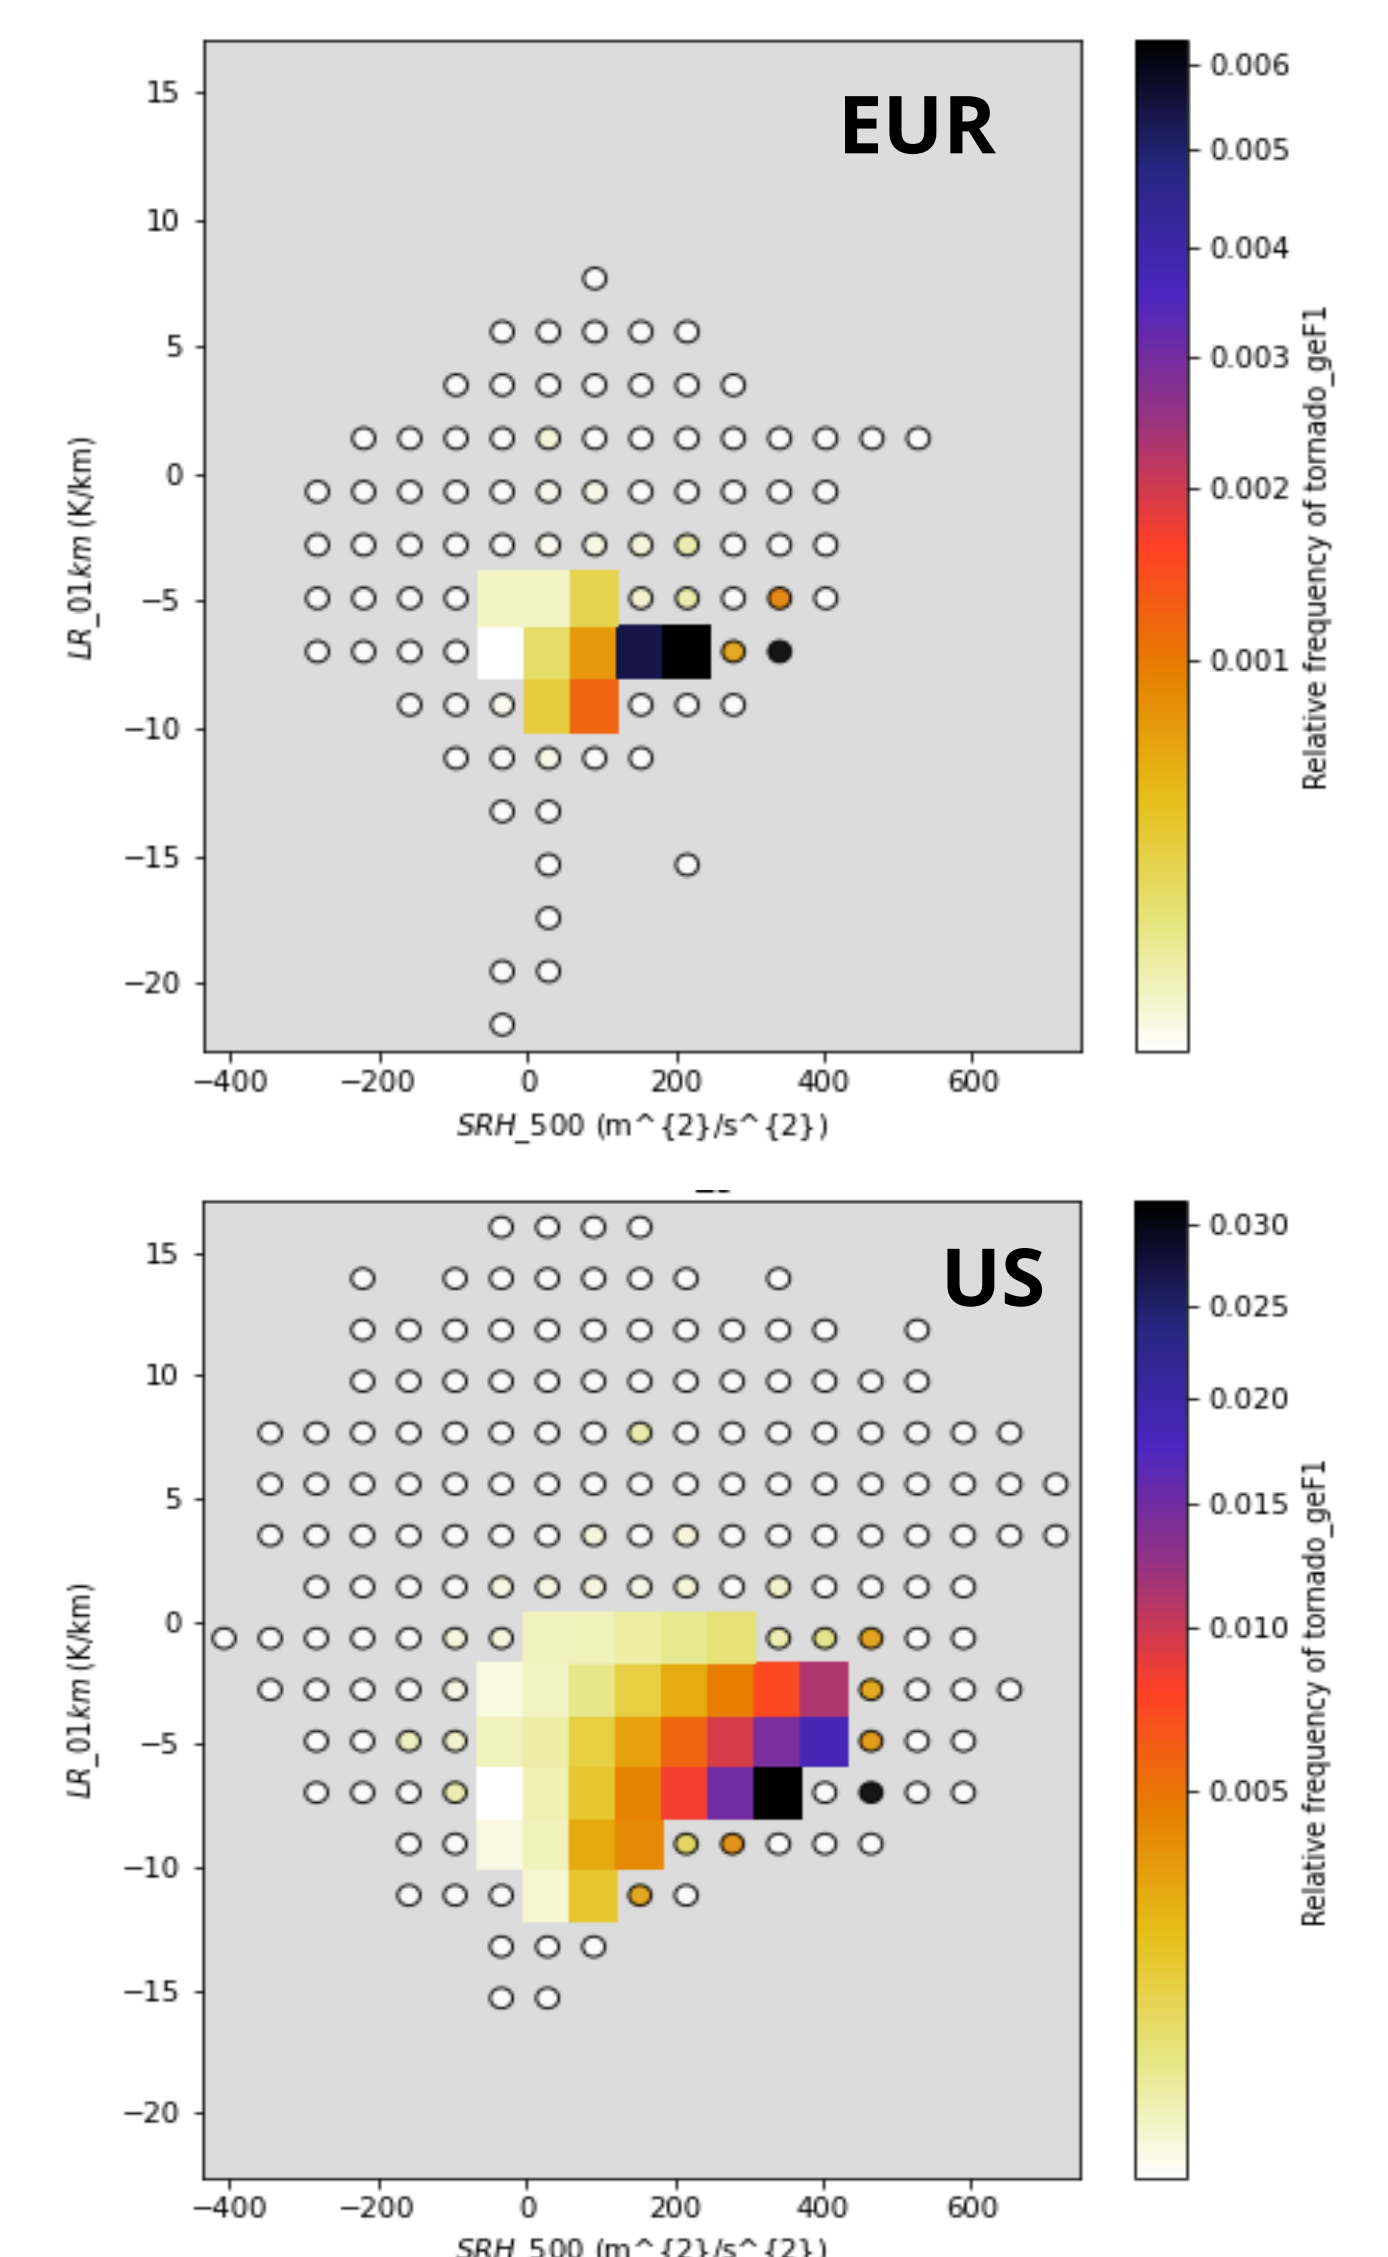 EUR
15
10
5
0
−5
−10
−15
−20
LR_01km (K/km)
−400 −200 0 200 400 600
SRH_500 (m^{2}/s^{2})
0.006
0.005
0.004
0.003
0.002
0.001
Relative frequency of tornado_geF1
US
15
10
5
0
−5
−10
−15
−20
LR_01km (K/km)
−400 −200 0 200 400 600
SRH_500 (m^{2}/s^{2})
0.030
0.025
0.020
0.015
0.010
0.005
Relative frequency of tornado_geF1